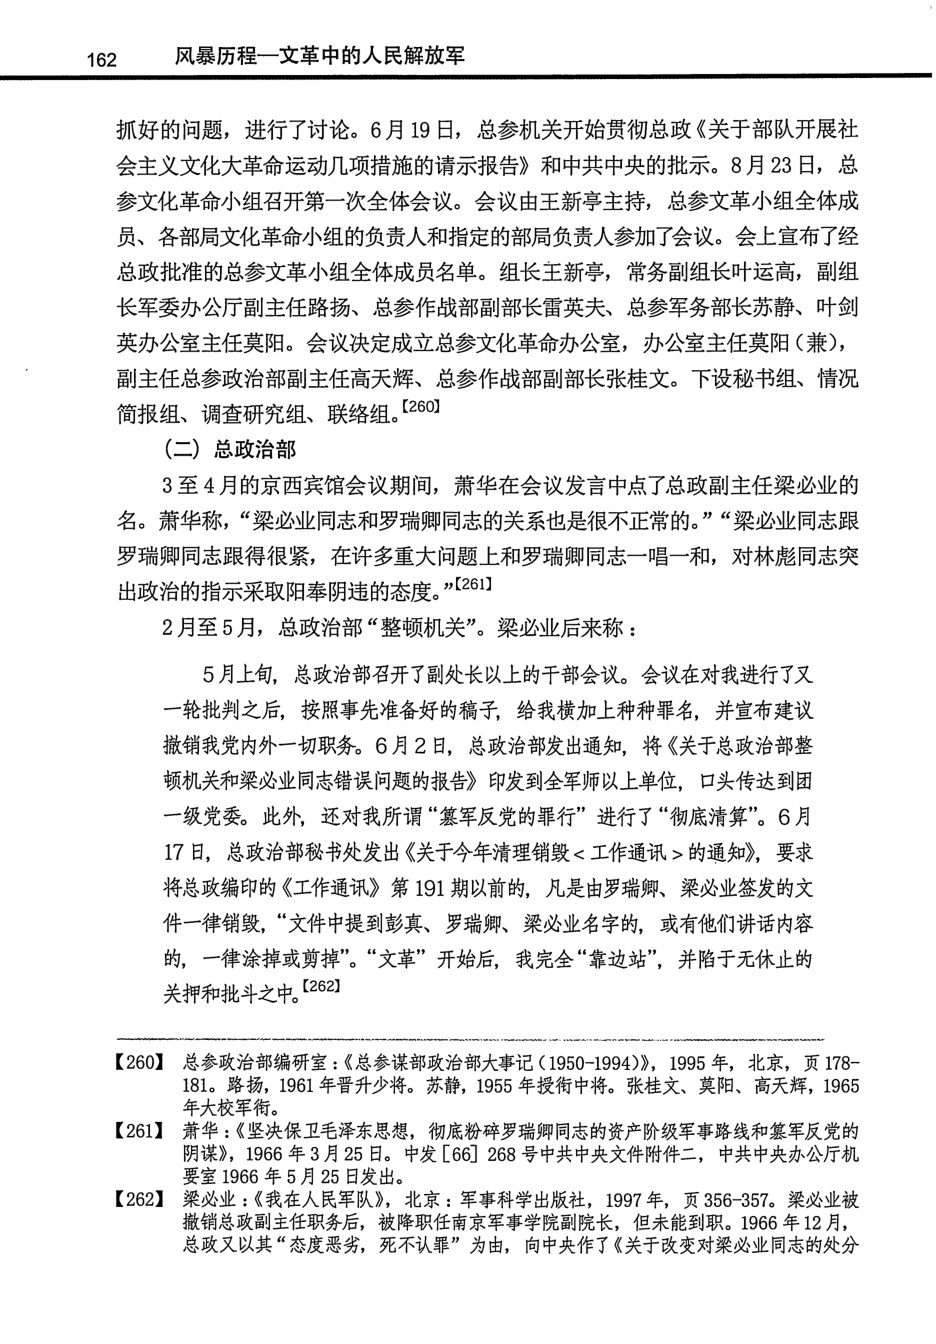 162 风暴历程—文革中的人民解放军
抓好的问题，进行了讨论。6月19日，总参机关开始贯彻总政《关于部队开展社
会主义文化大革命运动几项措施的请示报告》和中共中央的批示。8月23日，总
参文化革命小组召开第一次全体会议。会议由王新亭主持，总参文革小组全体成
员、各部局文化革命小组的负责人和指定的部局负责人参加了会议。会上宣布了经
总政批准的总参文革小组全体成员名单。组长王新亭，常务副组长叶运高，副组
长军委办公厅副主任路扬、总参作战部副部长雷英夫、总参军务部长苏静、叶剑
英办公室主任莫阳。会议决定成立总参文化革命办公室，办公室主任莫阳（兼），
副主任总参政治部副主任高天辉、总参作战部副部长张桂文。下设秘书组、情况
简报组、调查研究组、联络组。【260】
（二）总政治部
3至4月的京西宾馆会议期间，萧华在会议发言中点了总政副主任梁必业的
名。萧华称，“梁必业同志和罗瑞卿同志的关系也是很不正常的。”“梁必业同志跟
罗瑞卿同志跟得很紧，在许多重大问题上和罗瑞卿同志一唱一和，对林彪同志突
出政治的指示采取阳奉阴违的态度。”【261】
2月至5月，总政治部“整顿机关”。梁必业后来称：
5月上旬，总政治部召开了副处长以上的干部会议。会议在对我进行了又
一轮批判之后，按照事先准备好的稿子，给我横加上种种罪名，并宣布建议
撤销我党内外一切职务。6月2日，总政治部发出通知，将《关于总政治部整
顿机关和梁必业同志错误问题的报告》印发到全军师以上单位，口头传达到团
一级党委。此外，还对我所谓“篡军反党的罪行”进行了“彻底清算”。6月
17日，总政治部秘书处发出《关于今年清理销毁<工作通讯>的通知》，要求
将总政编印的《工作通讯》第191期以前的，凡是由罗瑞卿、梁必业签发的文
件一律销毁，“文件中提到彭真、罗瑞卿、梁必业名字的，或有他们讲话内容
的，一律涂掉或剪掉”。“文革”开始后，我完全“靠边站”，并陷于无休止的
关押和批斗之中。【262】
【260】 总参政治部编研室：《总参谋部政治部大事记（1950-1994）》，1995年，北京，页178-
181。路扬，1961年晋升少将。苏静，1955年授衔中将。张桂文、莫阳、高天辉，1965
年大校军衔。
【261】 萧华：《坚决保卫毛泽东思想，彻底粉碎罗瑞卿同志的资产阶级军事路线和篡军反党的
阴谋》，1966年3月25日。中发［66］268号中共中央文件附件二，中共中央办公厅机
要室1966年5月25日发出。
【262】 梁必业：《我在人民军队》，北京：军事科学出版社，1997年，页356-357。梁必业被
撤销总政副主任职务后，被降职任南京军事学院副院长，但未能到职。1966年12月，
总政又以其“态度恶劣，死不认罪”为由，向中央作了《关于改变对梁必业同志的处分